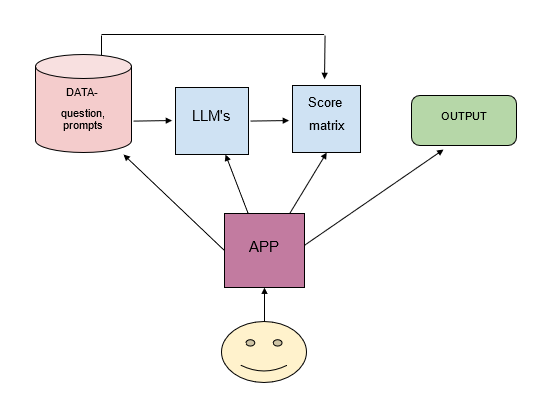 DATA-
question,
prompts
LLM's
Score
matrix
OUTPUT
APP